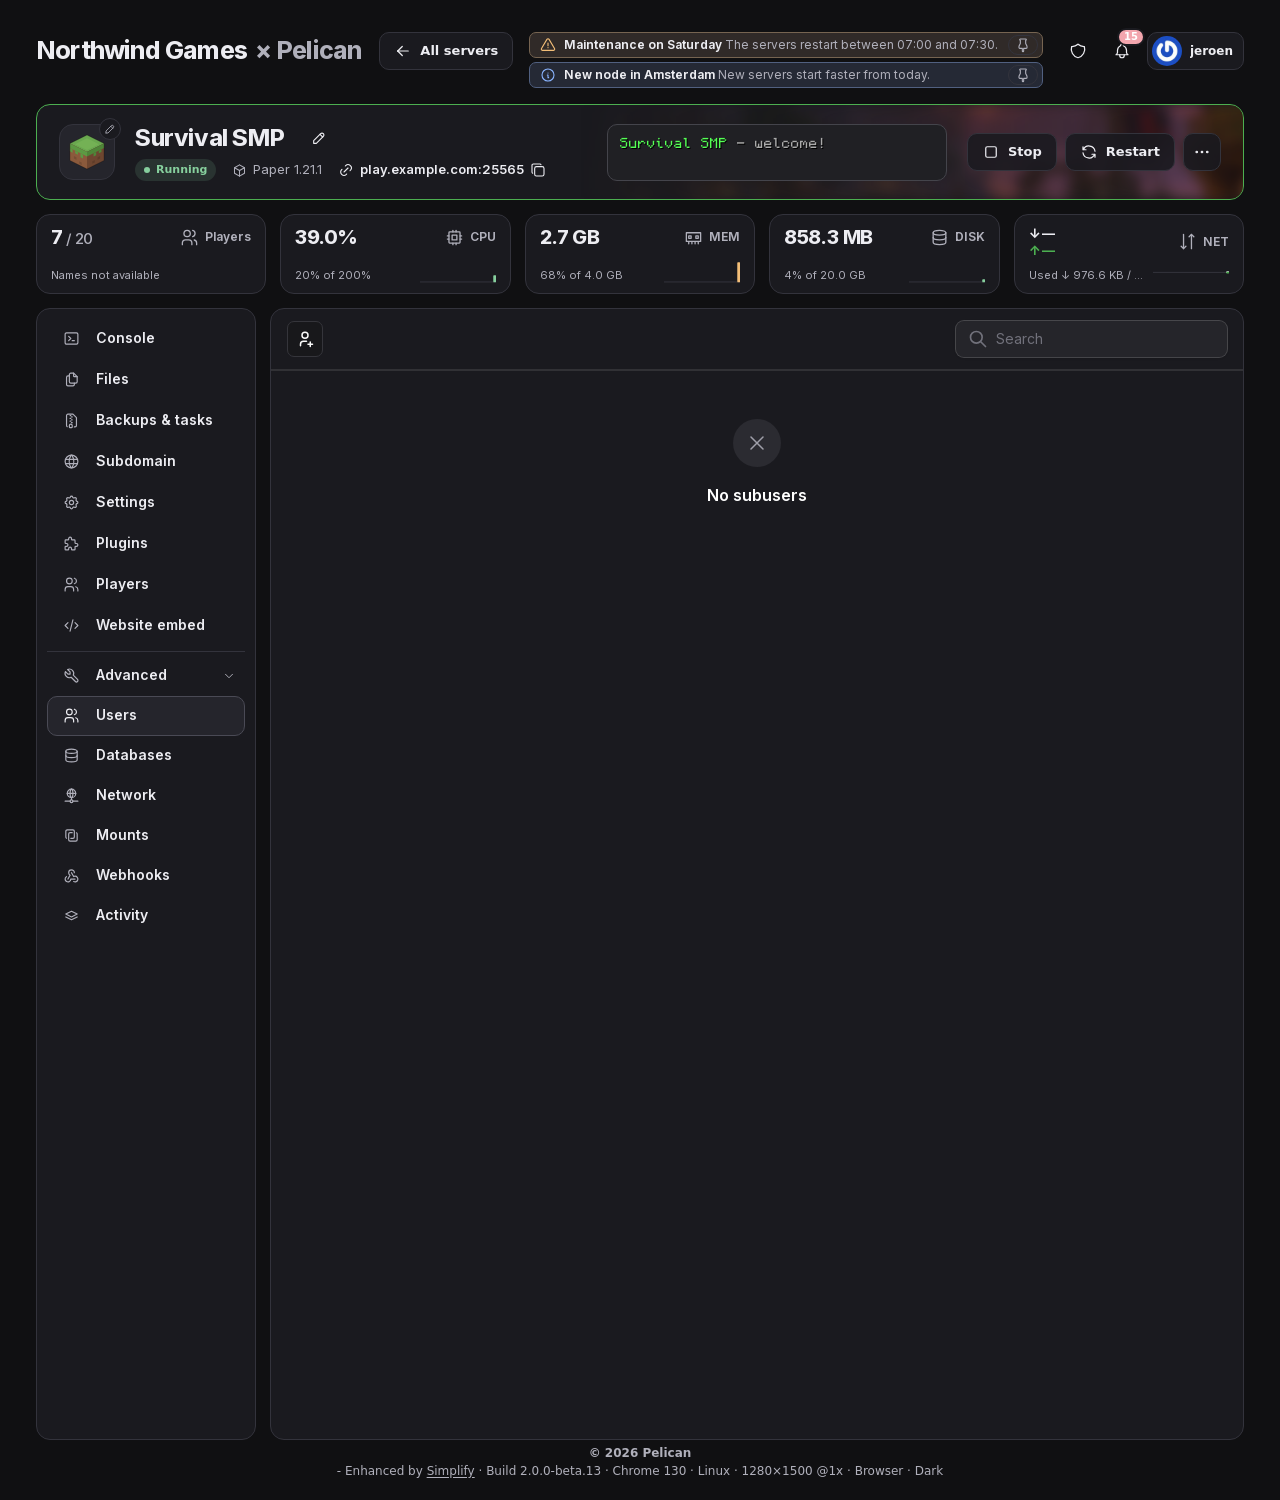 Northwind Games × Pelican
All servers
Maintenance on Saturday The servers restart between 07:00 and 07:30.
New node in Amsterdam New servers start faster from today.
15
jeroen
Survival SMP
Running
Paper 1.21.1
play.example.com:25565
Survival SMP - welcome!
Stop
Restart
7 / 20
Players
Names not available
39.0%
CPU
20% of 200%
2.7 GB
MEM
68% of 4.0 GB
858.3 MB
DISK
4% of 20.0 GB
↓—
↑—
NET
Used ↓ 976.6 KB / ...
Console
Files
Backups & tasks
Subdomain
Settings
Plugins
Players
Website embed
Advanced
Users
Databases
Network
Mounts
Webhooks
Activity
Search
No subusers
© 2026 Pelican
- Enhanced by Simplify · Build 2.0.0-beta.13 · Chrome 130 · Linux · 1280×1500 @1x · Browser · Dark